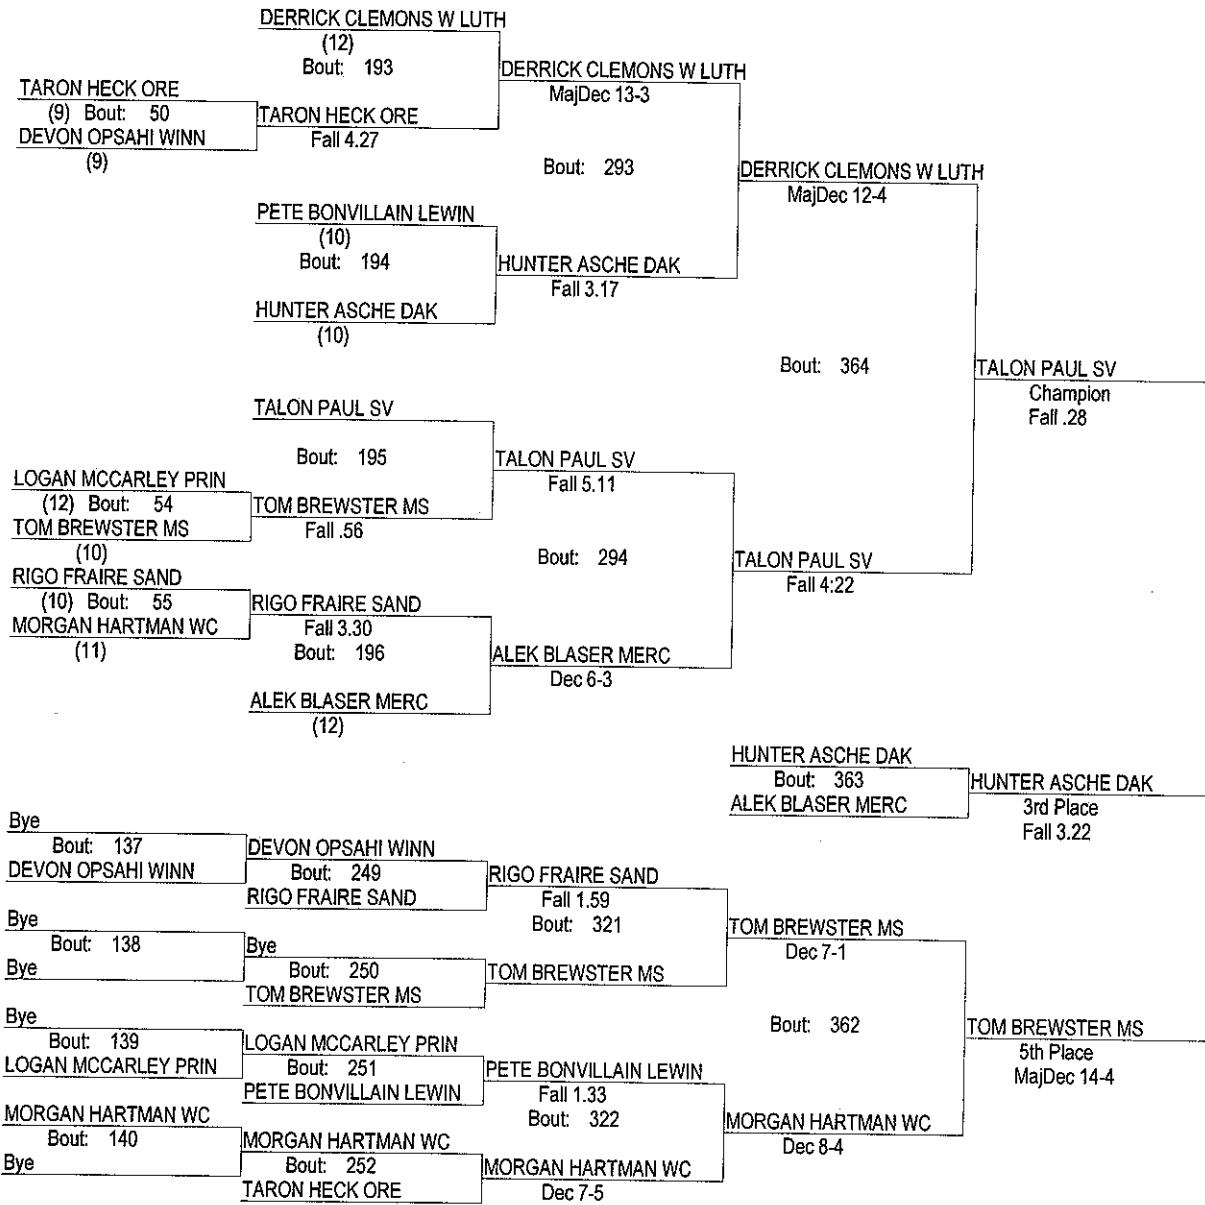 DERRICK CLEMONS W LUTH
(12)
Bout: 193
DERRICK CLEMONS W LUTH
MajDec 13-3
TARON HECK ORE
(9) Bout: 50
DEVON OPSAHI WINN
(9)
TARON HECK ORE
Fall 4.27
Bout: 293
DERRICK CLEMONS W LUTH
MajDec 12-4
PETE BONVILLAIN LEWIN
(10)
Bout: 194
HUNTER ASCHE DAK
Fall 3.17
HUNTER ASCHE DAK
(10)
Bout: 364
TALON PAUL SV
Champion
Fall .28
TALON PAUL SV
Bout: 195
TALON PAUL SV
Fall 5.11
LOGAN MCCARLEY PRIN
(12) Bout: 54
TOM BREWSTER MS
(10)
TOM BREWSTER MS
Fall .56
Bout: 294
TALON PAUL SV
Fall 4:22
RIGO FRAIRE SAND
(10) Bout: 55
MORGAN HARTMAN WC
(11)
RIGO FRAIRE SAND
Fall 3.30
Bout: 196
ALEK BLASER MERC
Dec 6-3
ALEK BLASER MERC
(12)
HUNTER ASCHE DAK
Bout: 363
ALEK BLASER MERC
HUNTER ASCHE DAK
3rd Place
Fall 3.22
Bye
Bout: 137
DEVON OPSAHI WINN
DEVON OPSAHI WINN
Bout: 249
RIGO FRAIRE SAND
RIGO FRAIRE SAND
Fall 1.59
Bout: 321
Bye
Bout: 138
Bye
Bye
Bout: 250
TOM BREWSTER MS
TOM BREWSTER MS
TOM BREWSTER MS
Dec 7-1
Bout: 362
TOM BREWSTER MS
5th Place
MajDec 14-4
Bye
Bout: 139
LOGAN MCCARLEY PRIN
LOGAN MCCARLEY PRIN
Bout: 251
PETE BONVILLAIN LEWIN
PETE BONVILLAIN LEWIN
Fall 1.33
Bout: 322
MORGAN HARTMAN WC
Dec 8-4
MORGAN HARTMAN WC
Bout: 140
Bye
MORGAN HARTMAN WC
Bout: 252
TARON HECK ORE
MORGAN HARTMAN WC
Dec 7-5